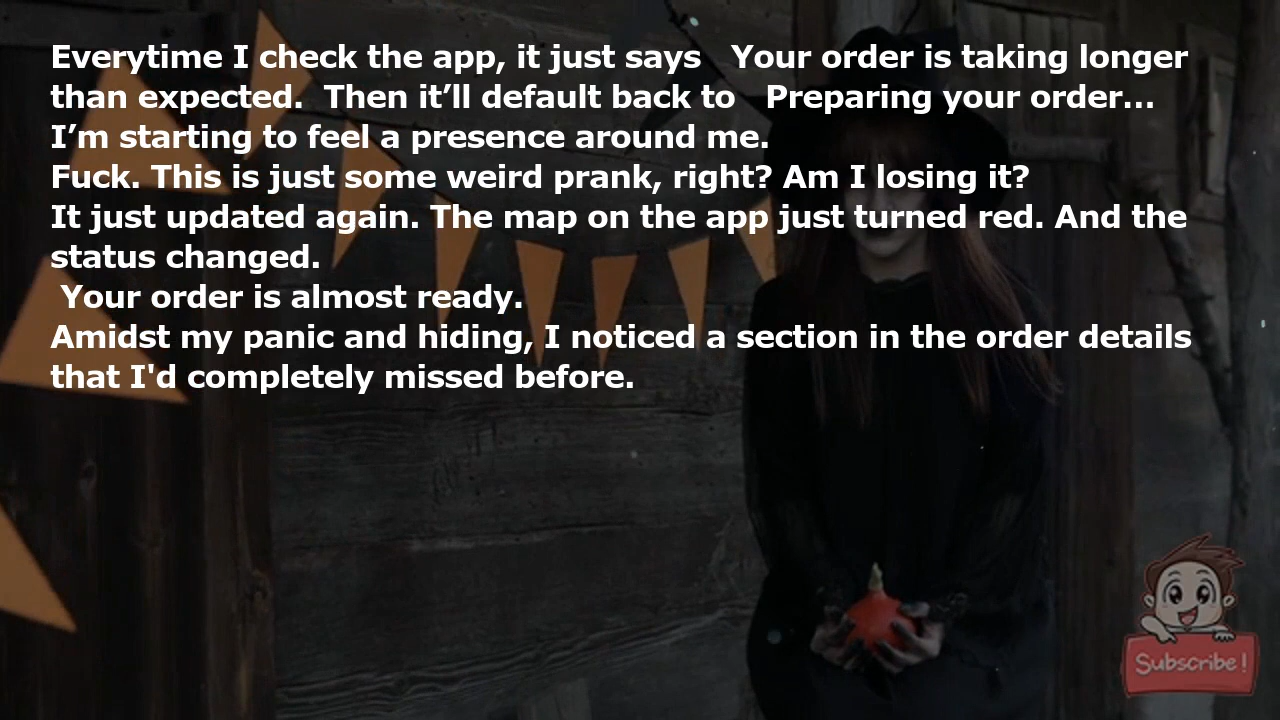 Everytime I check the app, it just says   Your order is taking longer
than expected.  Then it’ll default back to   Preparing your order...
I’m starting to feel a presence around me.
Fuck. This is just some weird prank, right? Am I losing it?
It just updated again. The map on the app just turned red. And the
status changed.
 Your order is almost ready.
Amidst my panic and hiding, I noticed a section in the order details
that I'd completely missed before.
Subscribe!